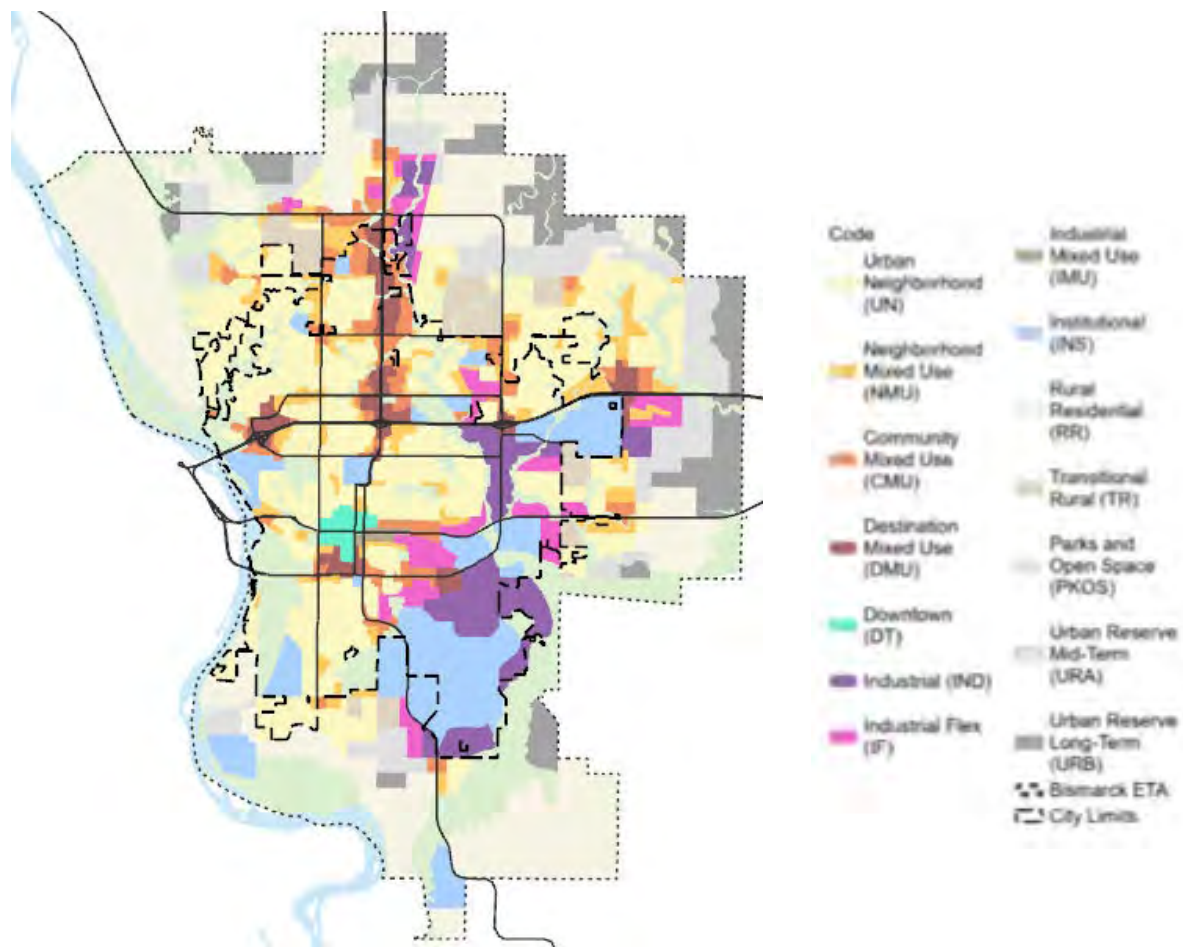 Code
Urban
Neighborhood
(UN)
Neighborhood
Mixed Use
(NMU)
Community
Mixed Use
(CMU)
Destination
Mixed Use
(DMU)
Downtown
(DT)
Industrial (IND)
Industrial Flex
(IF)
Industrial
Mixed Use
(IMU)
Institutional
(INS)
Rural
Residential
(RR)
Transitional
Rural (TR)
Parks and
Open Space
(PKOS)
Urban Reserve
Mid-Term
(URA)
Urban Reserve
Long-Term
(URB)
Bismarck ETA
City Limits